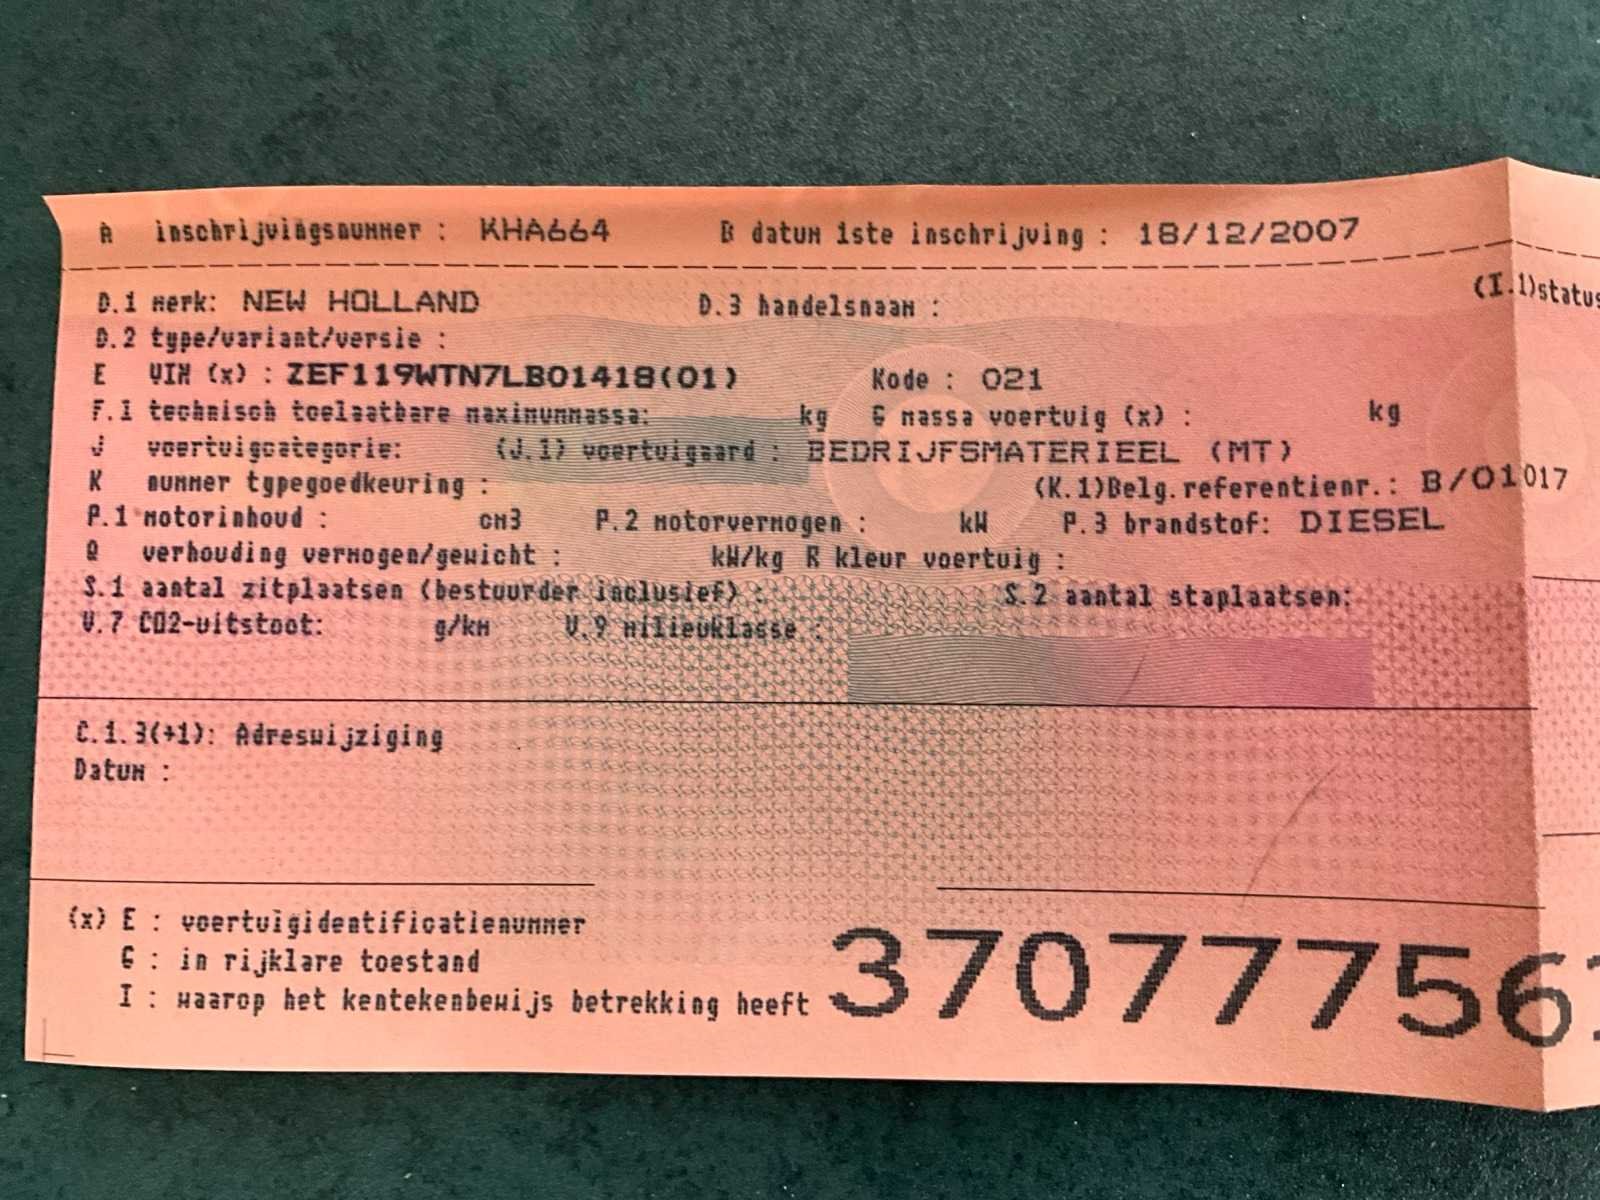 A inschrijvingsnummer : KHA664 B datum 1ste inschrijving : 18/12/2007
D.1 merk: NEW HOLLAND D.3 handelsnaam : (I.1)status
D.2 type/variant/versie :
E VIN (x) : ZEF119WTN7LB01418(01) Kode : 021
F.1 technisch toelaatbare maximummassa: kg G massa voertuig (x) : kg
J voertuigcategorie: (J.1) voertuigaard : BEDRIJFSMATERIEEL (MT)
K nummer typegoedkeuring : (K.1)Belg.referentienr.: B/01017
P.1 motorinhoud : cm3 P.2 motorvermogen : kW P.3 brandstof: DIESEL
Q verhouding vermogen/gewicht : kW/kg R kleur voertuig :
S.1 aantal zitplaatsen (bestuurder inclusief) : S.2 aantal staplaatsen:
V.7 CO2-uitstoot: g/km V.9 milieuklasse :
C.1.3(+1): Adreswijziging
Datum :
(x) E : voertuigidentificatienummer
G : in rijklare toestand
I : waarop het kentekenbewijs betrekking heeft
370777756